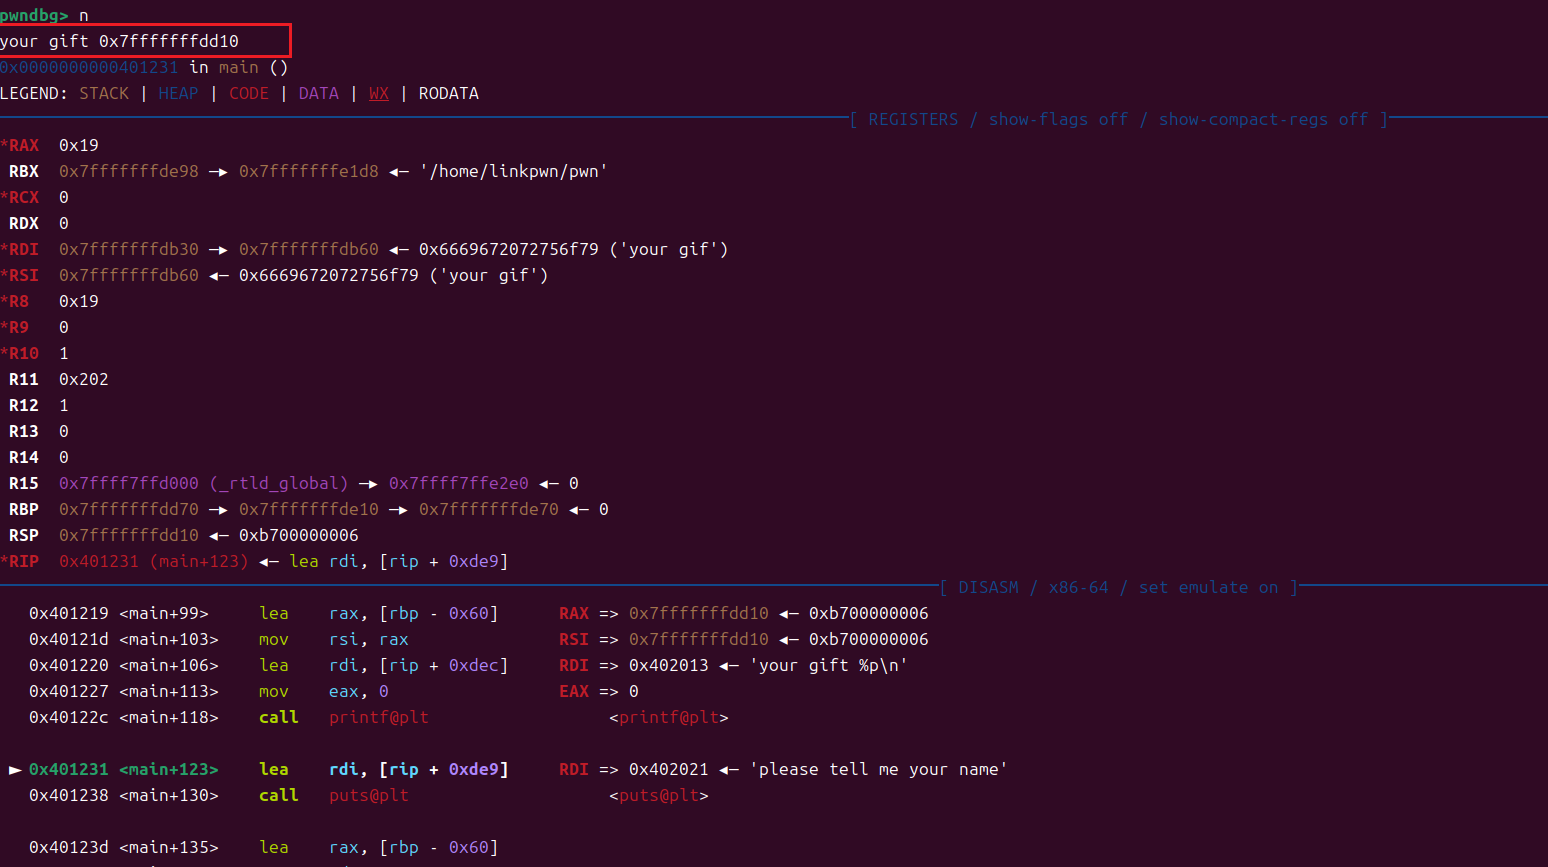 pwndbg> n
your gift 0x7fffffffdd10
0x0000000000401231 in main ()
LEGEND: STACK | HEAP | CODE | DATA | WX | RODATA
[ REGISTERS / show-flags off / show-compact-regs off ]
*RAX  0x19
 RBX  0x7fffffffde98 —▸ 0x7fffffffe1d8 ◂— '/home/linkpwn/pwn'
*RCX  0
 RDX  0
*RDI  0x7fffffffdb30 —▸ 0x7fffffffdb60 ◂— 0x6669672072756f79 ('your gif')
*RSI  0x7fffffffdb60 ◂— 0x6669672072756f79 ('your gif')
*R8   0x19
*R9   0
*R10  1
 R11  0x202
 R12  1
 R13  0
 R14  0
 R15  0x7ffff7ffd000 (_rtld_global) —▸ 0x7ffff7ffe2e0 ◂— 0
 RBP  0x7fffffffdd70 —▸ 0x7fffffffde10 —▸ 0x7fffffffde70 ◂— 0
 RSP  0x7fffffffdd10 ◂— 0xb700000006
*RIP  0x401231 (main+123) ◂— lea rdi, [rip + 0xde9]
[ DISASM / x86-64 / set emulate on ]
   0x401219 <main+99>     lea    rax, [rbp - 0x60]      RAX => 0x7fffffffdd10 ◂— 0xb700000006
   0x40121d <main+103>    mov    rsi, rax               RSI => 0x7fffffffdd10 ◂— 0xb700000006
   0x401220 <main+106>    lea    rdi, [rip + 0xdec]     RDI => 0x402013 ◂— 'your gift %p\n'
   0x401227 <main+113>    mov    eax, 0                 EAX => 0
   0x40122c <main+118>    call   printf@plt                  <printf@plt>
 ► 0x401231 <main+123>    lea    rdi, [rip + 0xde9]     RDI => 0x402021 ◂— 'please tell me your name'
   0x401238 <main+130>    call   puts@plt                    <puts@plt>
   0x40123d <main+135>    lea    rax, [rbp - 0x60]